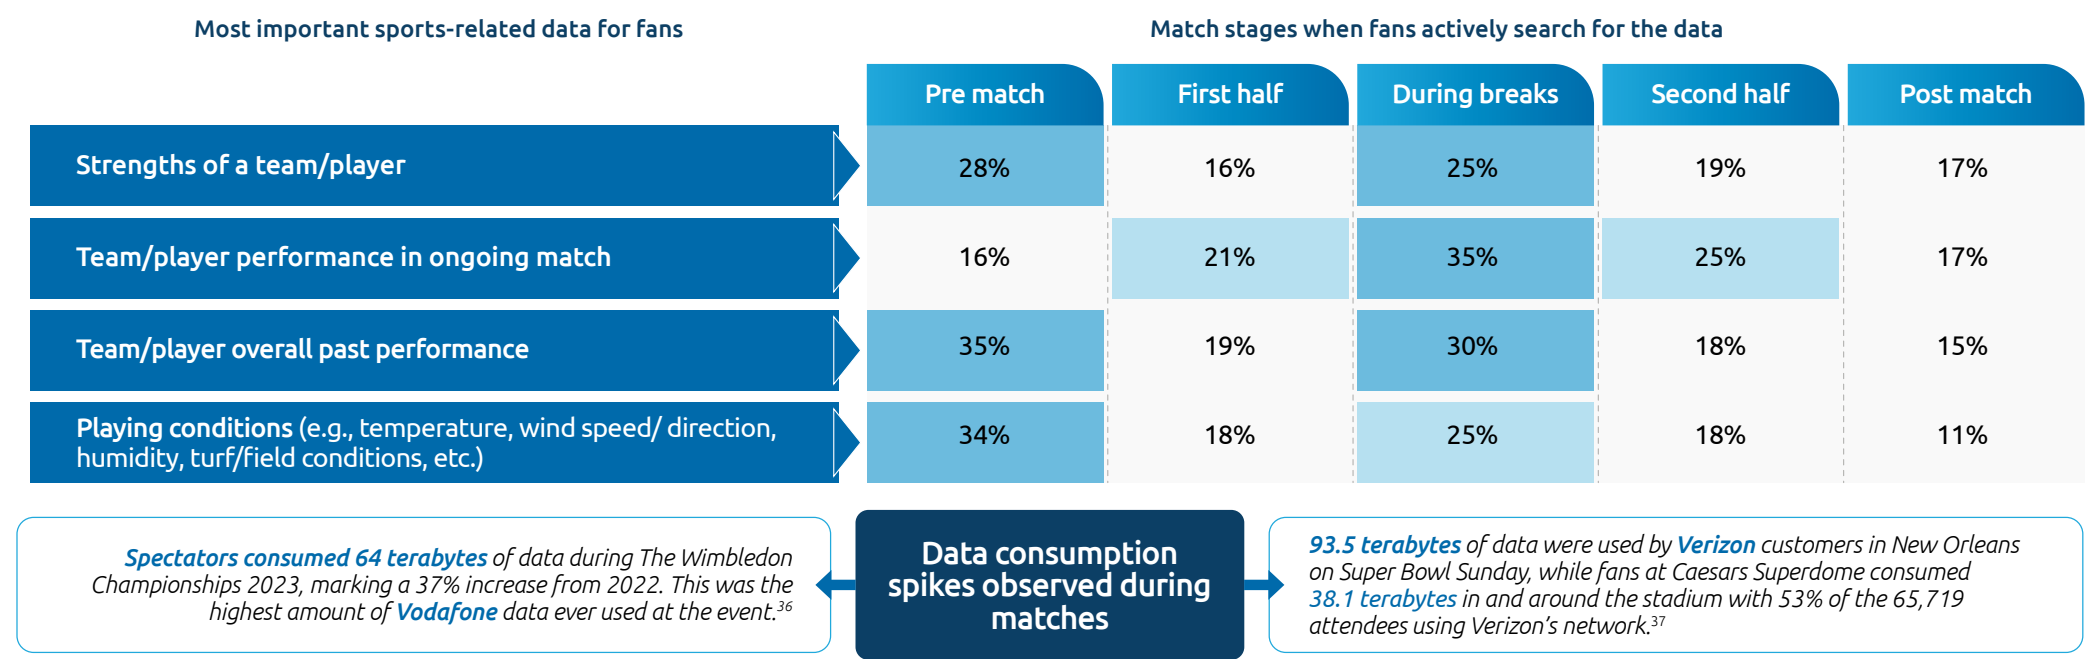 Most important sports-related data for fans
Match stages when fans actively search for the data
Pre match
First half
During breaks
Second half
Post match
Strengths of a team/player
28%
16%
25%
19%
17%
Team/player performance in ongoing match
16%
21%
35%
25%
17%
Team/player overall past performance
35%
19%
30%
18%
15%
Playing conditions (e.g., temperature, wind speed/ direction,
humidity, turf/field conditions, etc.)
34%
18%
25%
18%
11%
Spectators consumed 64 terabytes of data during The Wimbledon
Championships 2023, marking a 37% increase from 2022. This was the
highest amount of Vodafone data ever used at the event.36
Data consumption
spikes observed during
matches
93.5 terabytes of data were used by Verizon customers in New Orleans
on Super Bowl Sunday, while fans at Caesars Superdome consumed
38.1 terabytes in and around the stadium with 53% of the 65,719
attendees using Verizon's network.37